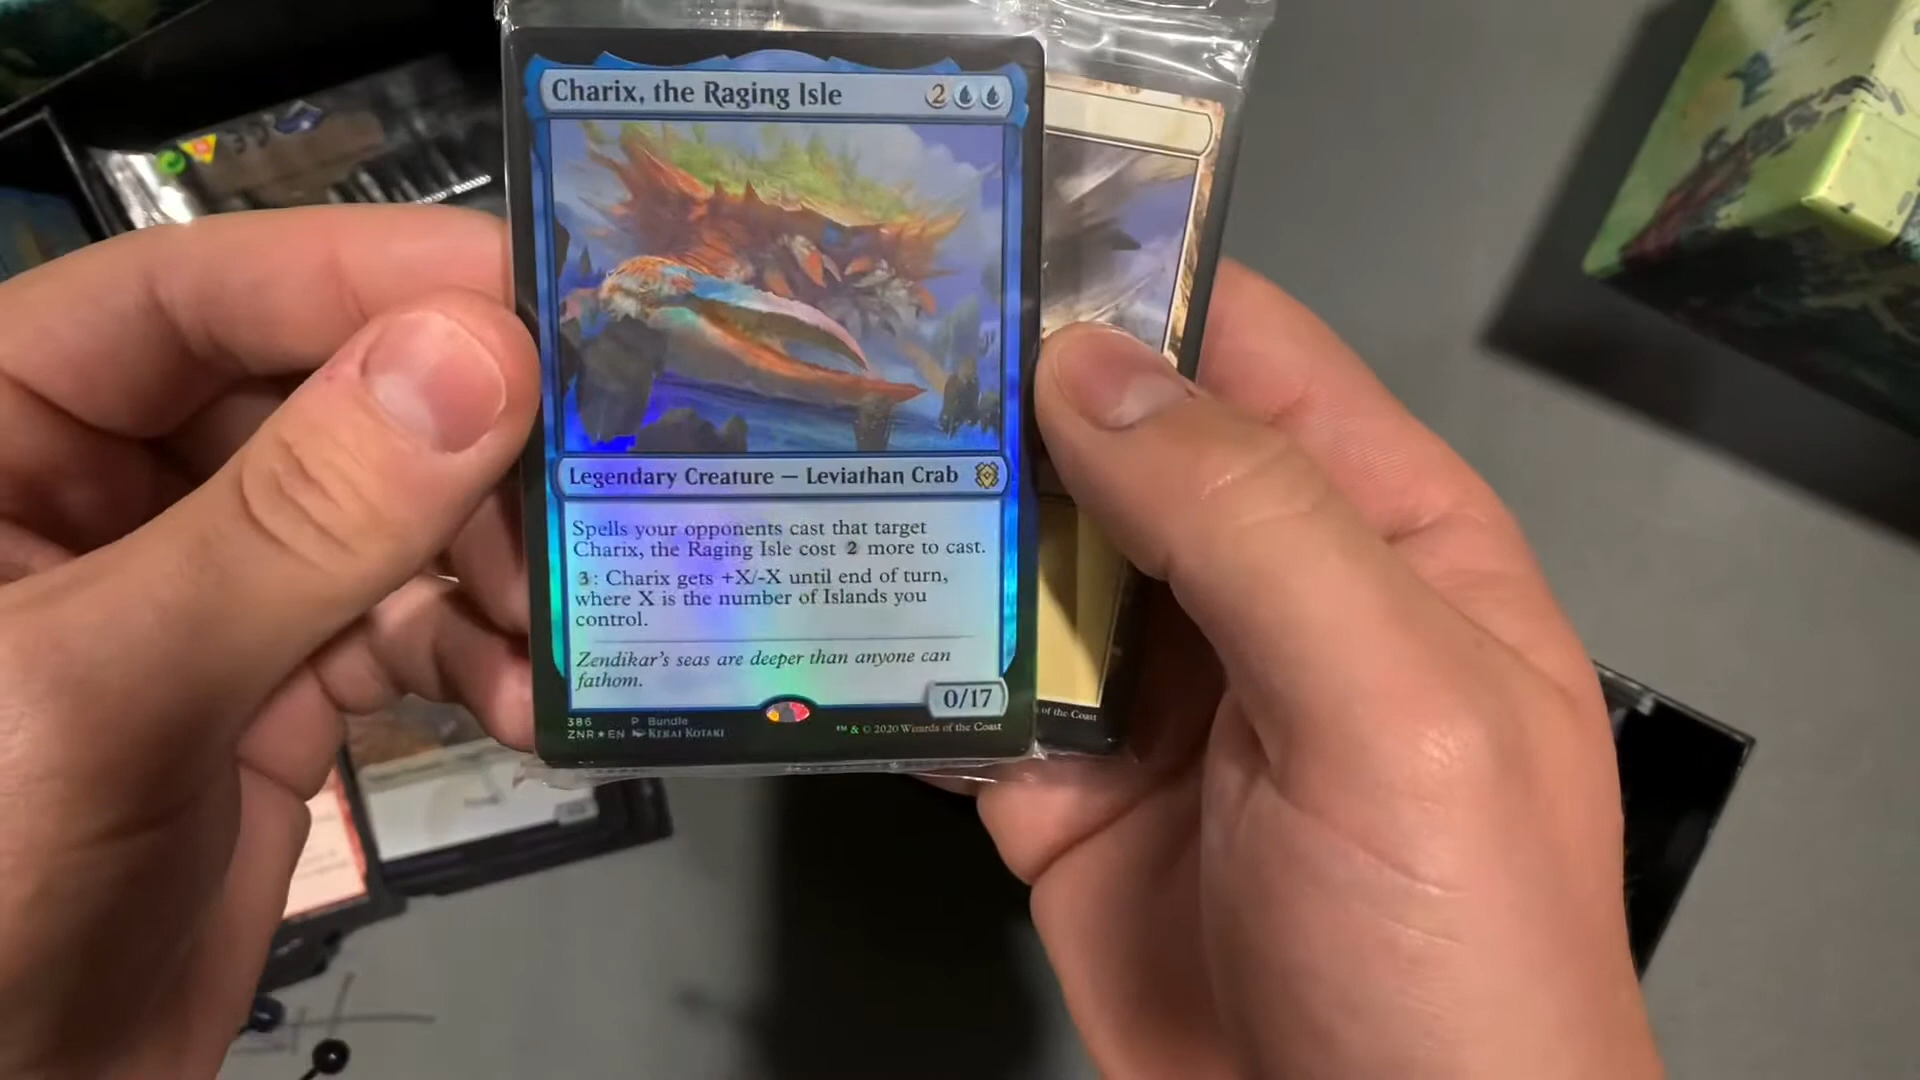 Charix, the Raging Isle 2
Legendary Creature — Leviathan Crab
Spells your opponents cast that target
Charix, the Raging Isle cost 2 more to cast.
3: Charix gets +X/-X until end of turn,
where X is the number of Islands you
control.
Zendikar's seas are deeper than anyone can
fathom.
0/17
386 P Bundle
ZNR★EN KEKAI KOTAKI
™ & © 2020 Wizards of the Coast
of the Coast